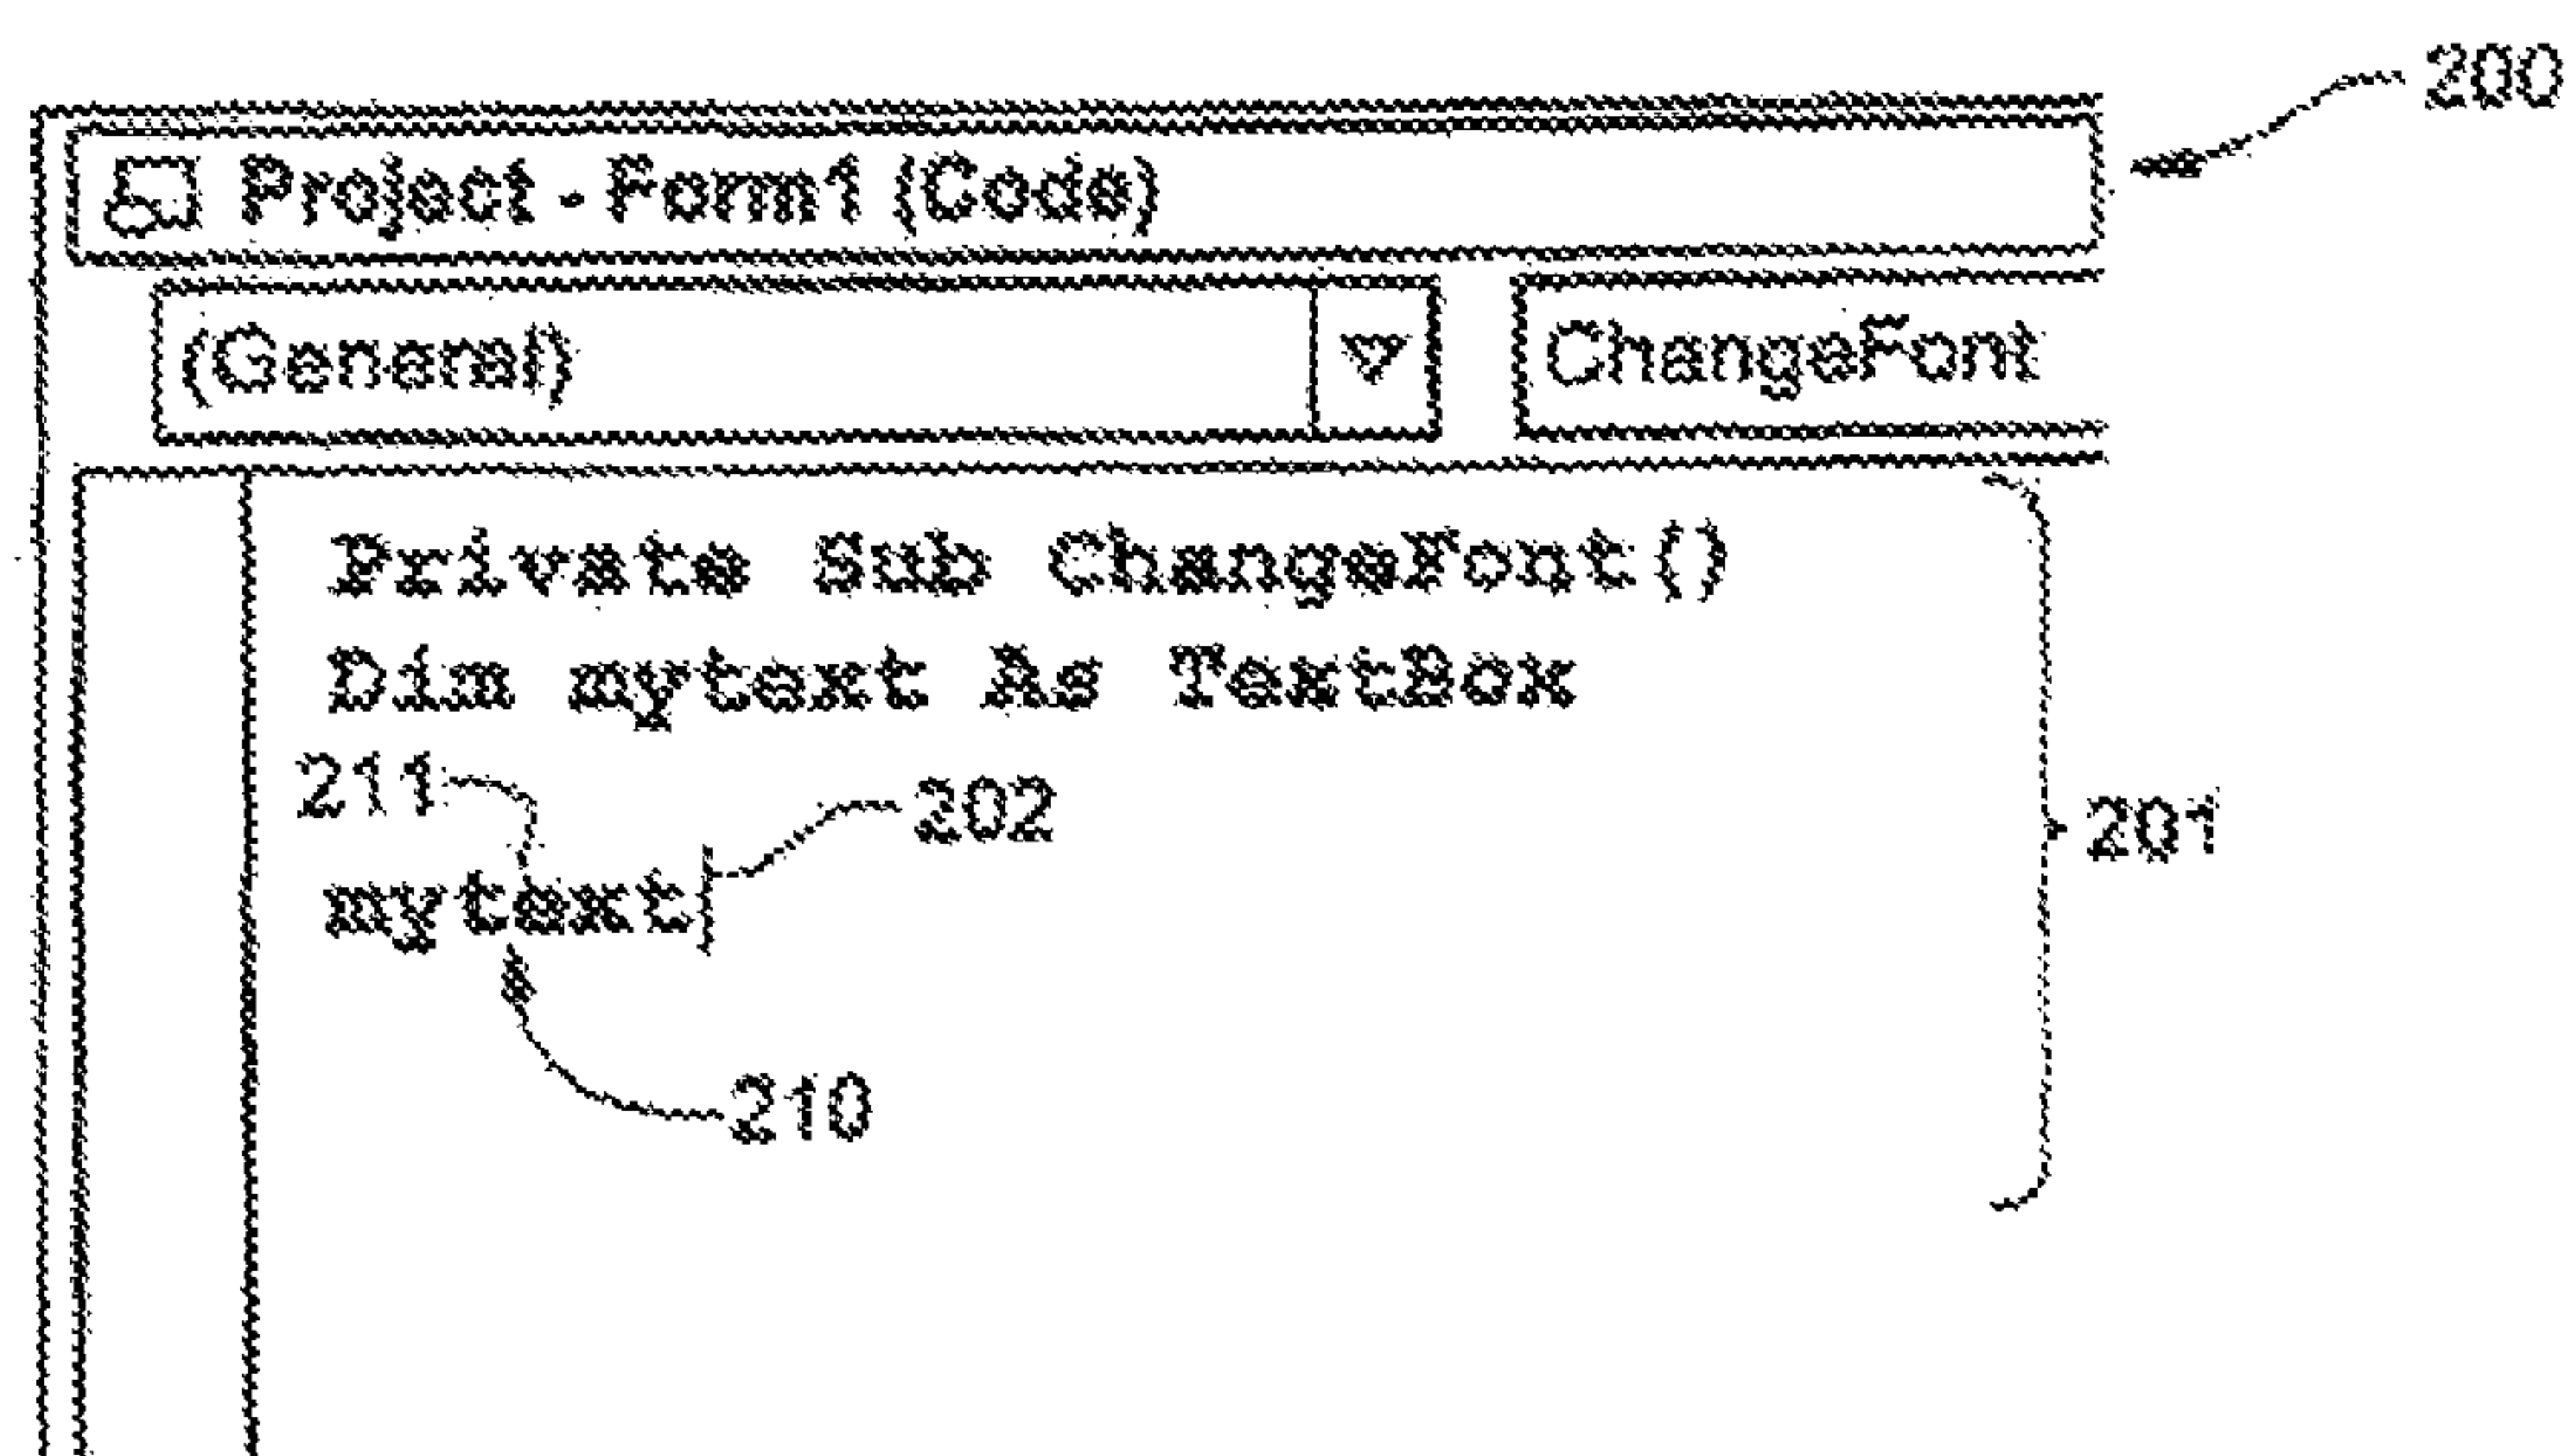 200
Project - Form1 (Code)
(General) ChangeFont
Private Sub ChangeFont()
Dim mytext As TextBox
211 202
201
mytext
210